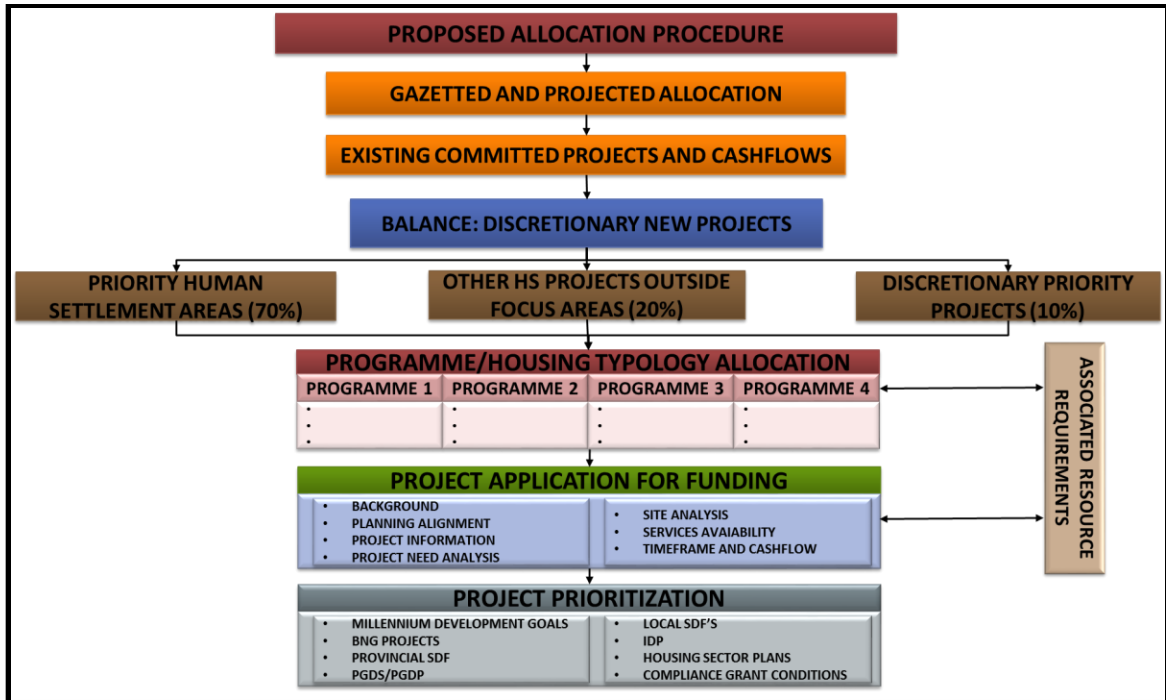 PROPOSED ALLOCATION PROCEDURE
GAZETTED AND PROJECTED ALLOCATION
EXISTING COMMITTED PROJECTS AND CASHFLOWS
BALANCE: DISCRETIONARY NEW PROJECTS
PRIORITY HUMAN
SETTLEMENT AREAS (70%)
OTHER HS PROJECTS OUTSIDE
FOCUS AREAS (20%)
DISCRETIONARY PRIORITY
PROJECTS (10%)
PROGRAMME/HOUSING TYPOLOGY ALLOCATION
PROGRAMME 1
PROGRAMME 2
PROGRAMME 3
PROGRAMME 4
ASSOCIATED RESOURCE
REQUIREMENTS
PROJECT APPLICATION FOR FUNDING
• BACKGROUND
• PLANNING ALIGNMENT
• PROJECT INFORMATION
• PROJECT NEED ANALYSIS
• SITE ANALYSIS
• SERVICES AVAIABILITY
• TIMEFRAME AND CASHFLOW
PROJECT PRIORITIZATION
• MILLENNIUM DEVELOPMENT GOALS
• BNG PROJECTS
• PROVINCIAL SDF
• PGDS/PGDP
• LOCAL SDF'S
• IDP
• HOUSING SECTOR PLANS
• COMPLIANCE GRANT CONDITIONS